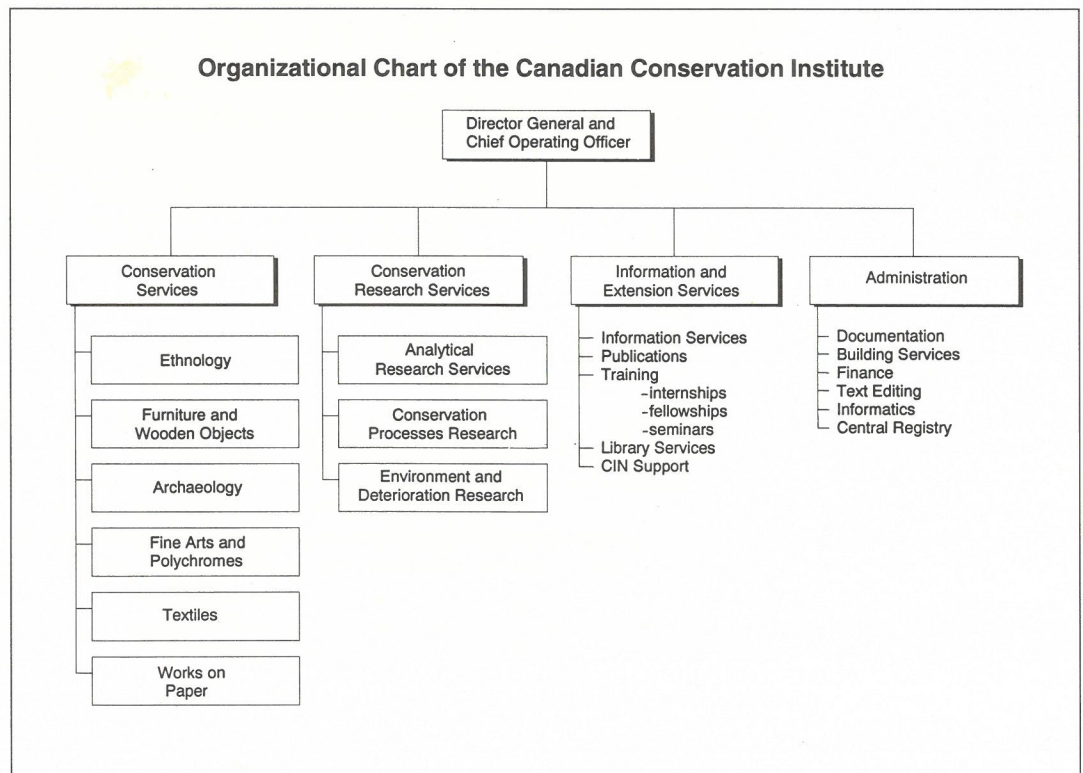 Organizational Chart of the Canadian Conservation Institute
Director General and
Chief Operating Officer
Conservation
Services
Ethnology
Furniture and
Wooden Objects
Archaeology
Fine Arts and
Polychromes
Textiles
Works on
Paper
Conservation
Research Services
Analytical
Research Services
Conservation
Processes Research
Environment and
Deterioration Research
Information and
Extension Services
Information Services
Publications
Training
-internships
-fellowships
-seminars
Library Services
CIN Support
Administration
Documentation
Building Services
Finance
Text Editing
Informatics
Central Registry